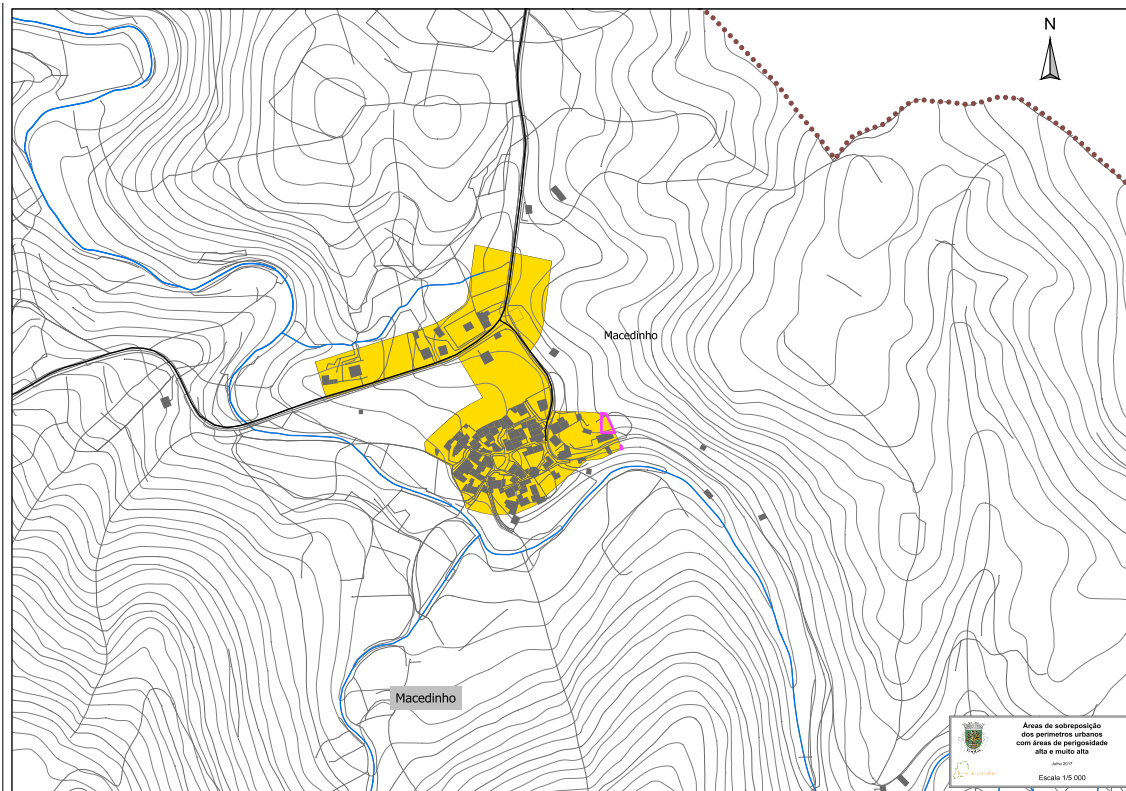 N
Macedinho
Macedinho
Áreas de sobreposição
dos perímetros urbanos
com áreas de perigosidade
alta e muito alta
Julho 2017
Escala 1/5 000